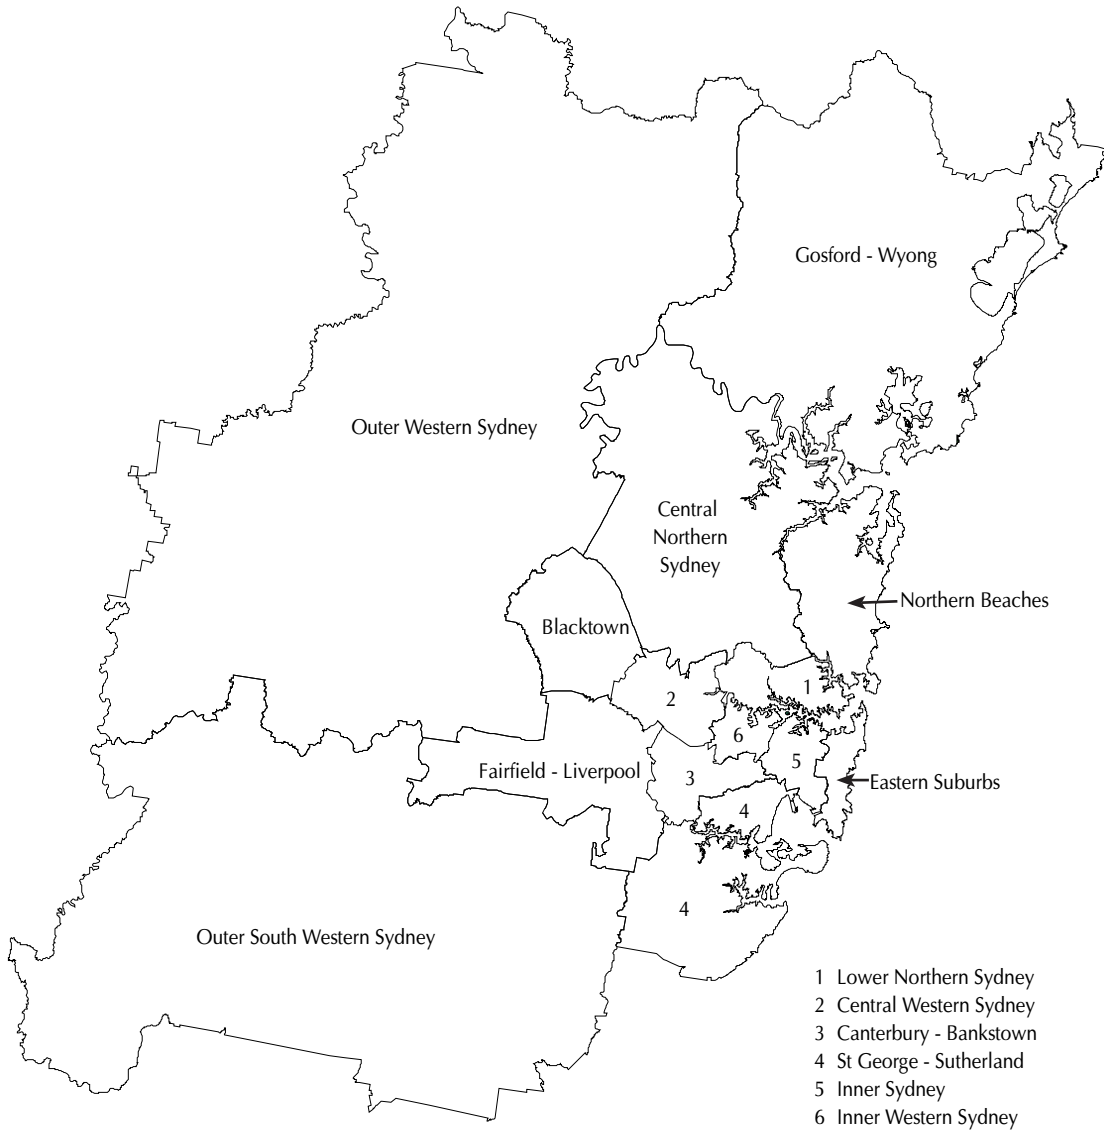 Gosford - Wyong
Outer Western Sydney
Central
Northern
Sydney
Northern Beaches
Blacktown
1
2
6
5
Fairfield - Liverpool
3
Eastern Suburbs
4
4
Outer South Western Sydney
1 Lower Northern Sydney
2 Central Western Sydney
3 Canterbury - Bankstown
4 St George - Sutherland
5 Inner Sydney
6 Inner Western Sydney